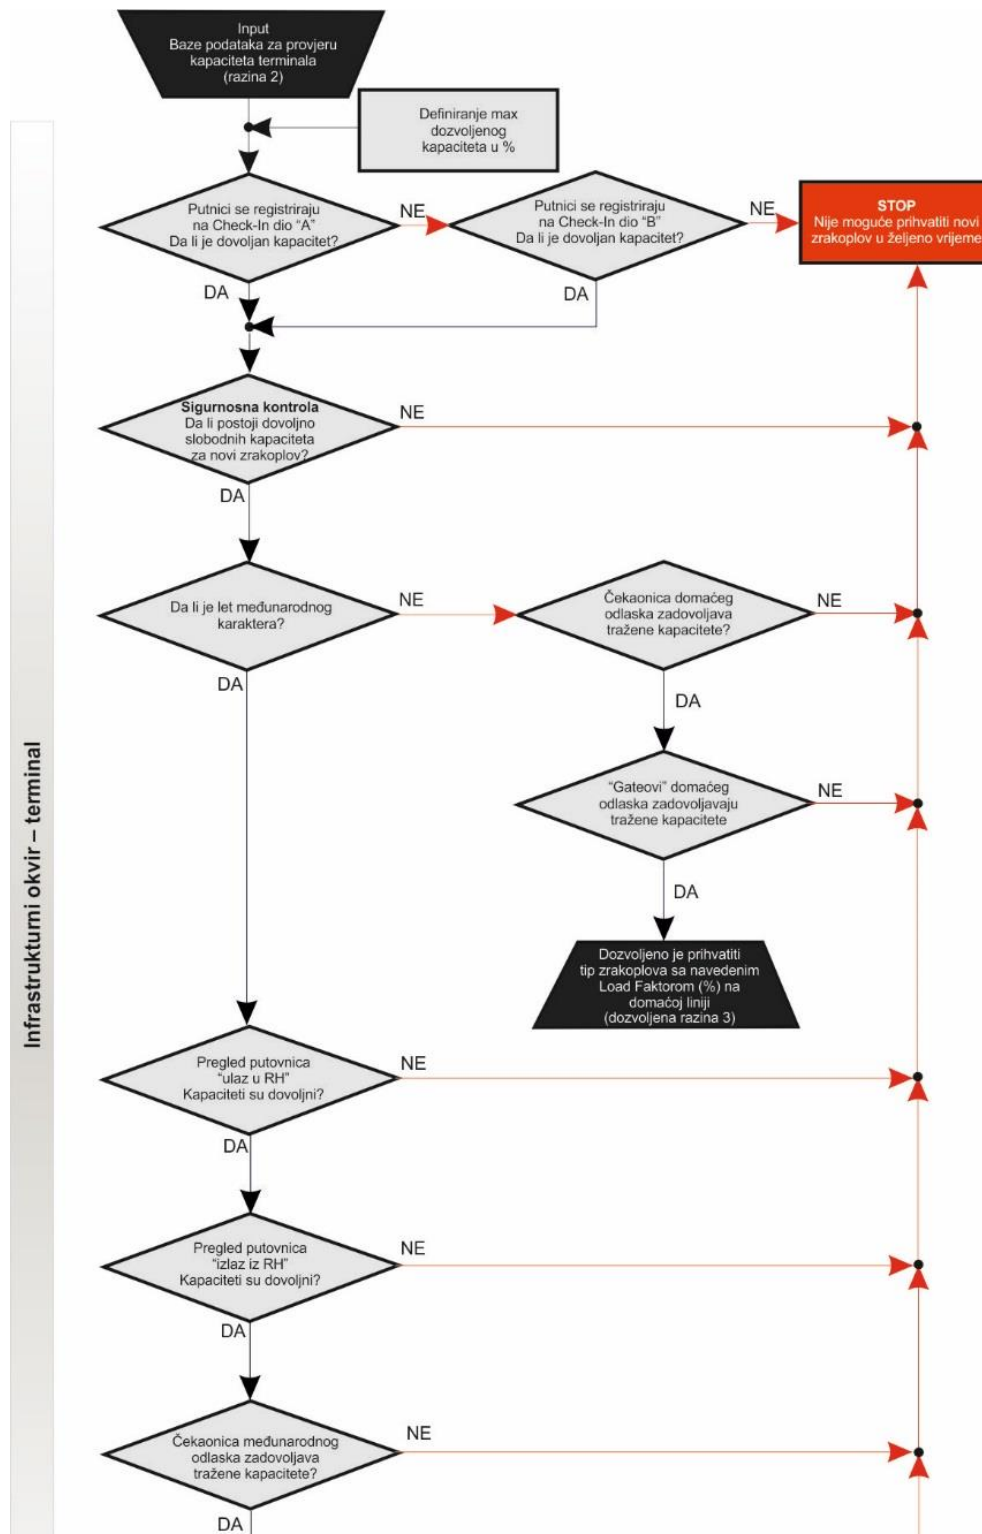 Input
Baze podataka za provjeru
kapaciteta terminala
(razina 2)
Definiranje max
dozvoljenog
kapaciteta u %
Putnici se registriraju
na Check-In dio “A”
Da li je dovoljan kapacitet?
NE
Putnici se registriraju
na Check-In dio “B”
Da li je dovoljan kapacitet?
NE
STOP
Nije moguće prihvatiti novi
zrakoplov u željeno vrijeme
DA
DA
Sigurnosna kontrola
Da li postoji dovoljno
slobodnih kapaciteta
za novi zrakoplov?
NE
DA
Da li je let međunarodnog
karaktera?
NE
Čekaonica domaćeg
odlaska zadovoljava
tražene kapacitete?
NE
DA
DA
“Gateovi” domaćeg
odlaska zadovoljavaju
tražene kapacitete
NE
DA
Dozvoljeno je prihvatiti
tip zrakoplova sa navedenim
Load Faktorom (%) na
domaćoj liniji
(dozvoljena razina 3)
Infrastrukturni okvir – terminal
Pregled putovnica
“ulaz u RH”
Kapaciteti su dovoljni?
NE
DA
Pregled putovnica
“izlaz iz RH”
Kapaciteti su dovoljni?
NE
DA
Čekaonica međunarodnog
odlaska zadovoljava
tražene kapacitete?
NE
DA